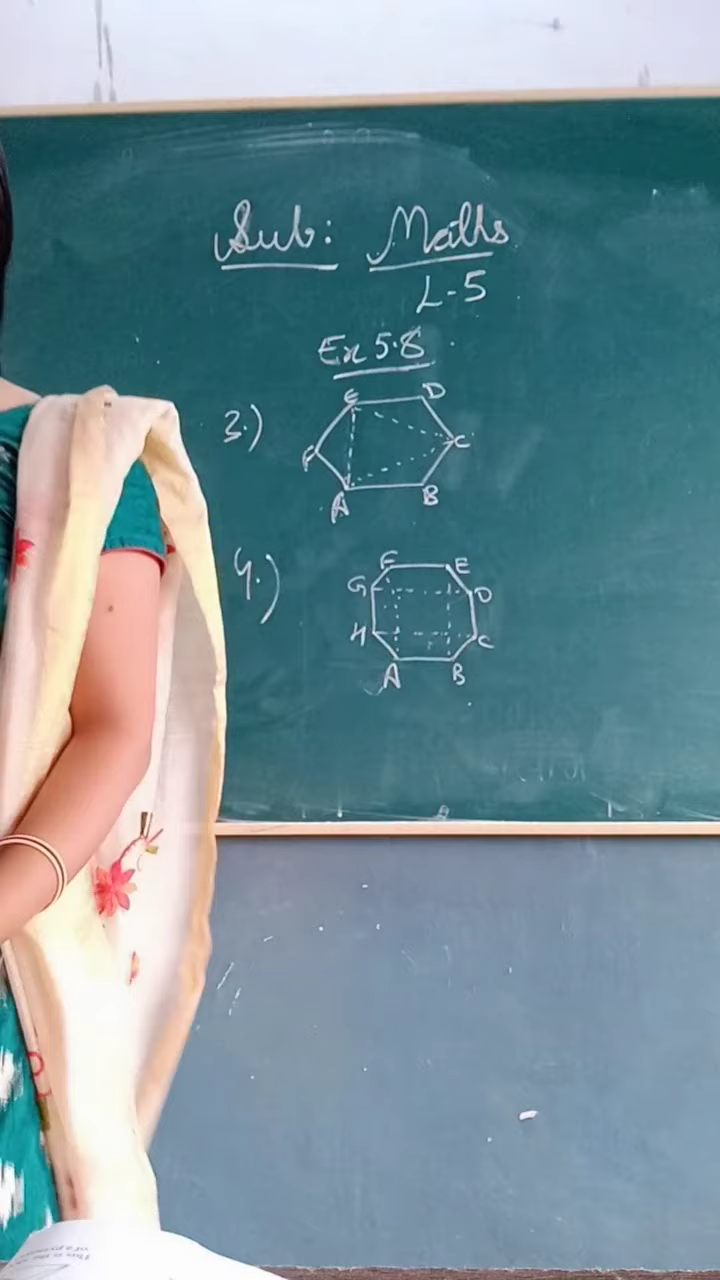 Sub: Maths
L-5
Ex 5.8
3.)
E D
F C
A B
4.)
F E
G D
H C
A B